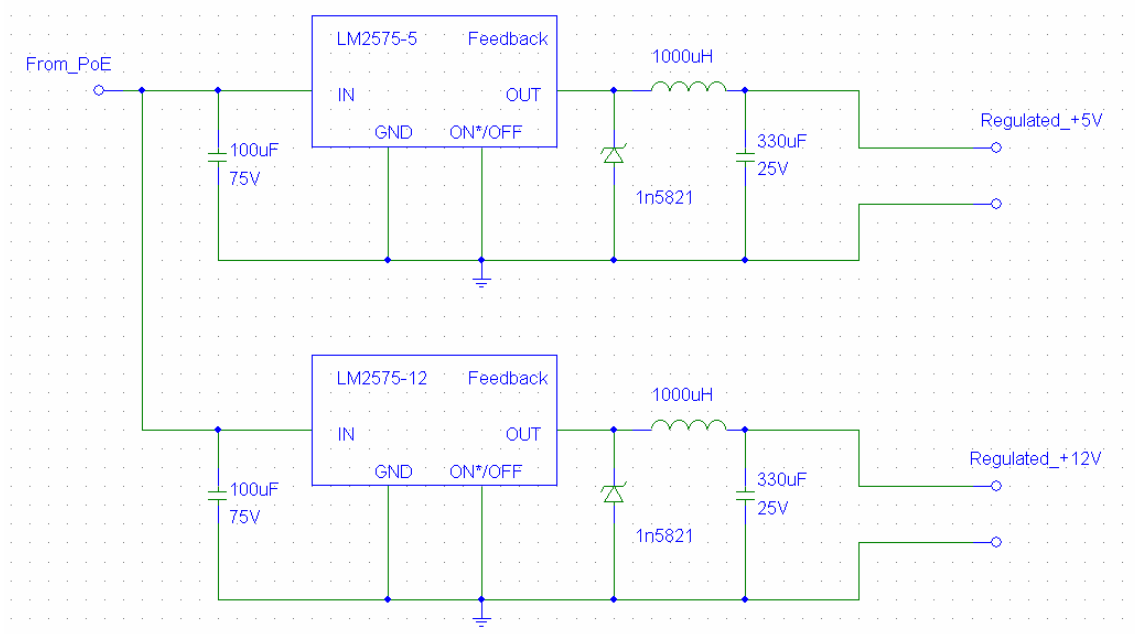 LM2575-5 Feedback
1000uH
From_PoE
IN OUT
Regulated_+5V
GND ON*/OFF
330uF
100uF
25V
75V
1n5821
LM2575-12 Feedback
1000uH
IN OUT
Regulated_+12V
GND ON*/OFF
330uF
100uF
25V
75V
1n5821